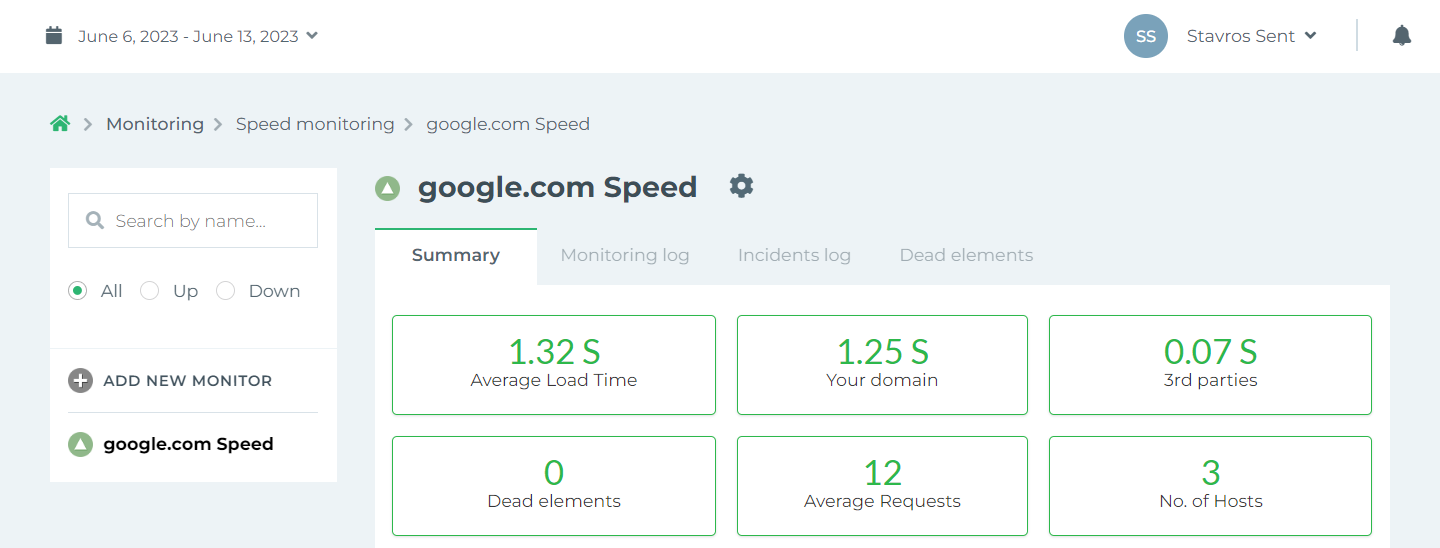 June 6, 2023 - June 13, 2023
SS Stavros Sent
Monitoring Speed monitoring google.com Speed
Search by name...
All Up Down
ADD NEW MONITOR
google.com Speed
google.com Speed
Summary Monitoring log Incidents log Dead elements
1.32 S 1.25 S 0.07 S
Average Load Time Your domain 3rd parties
0 12 3
Dead elements Average Requests No. of Hosts